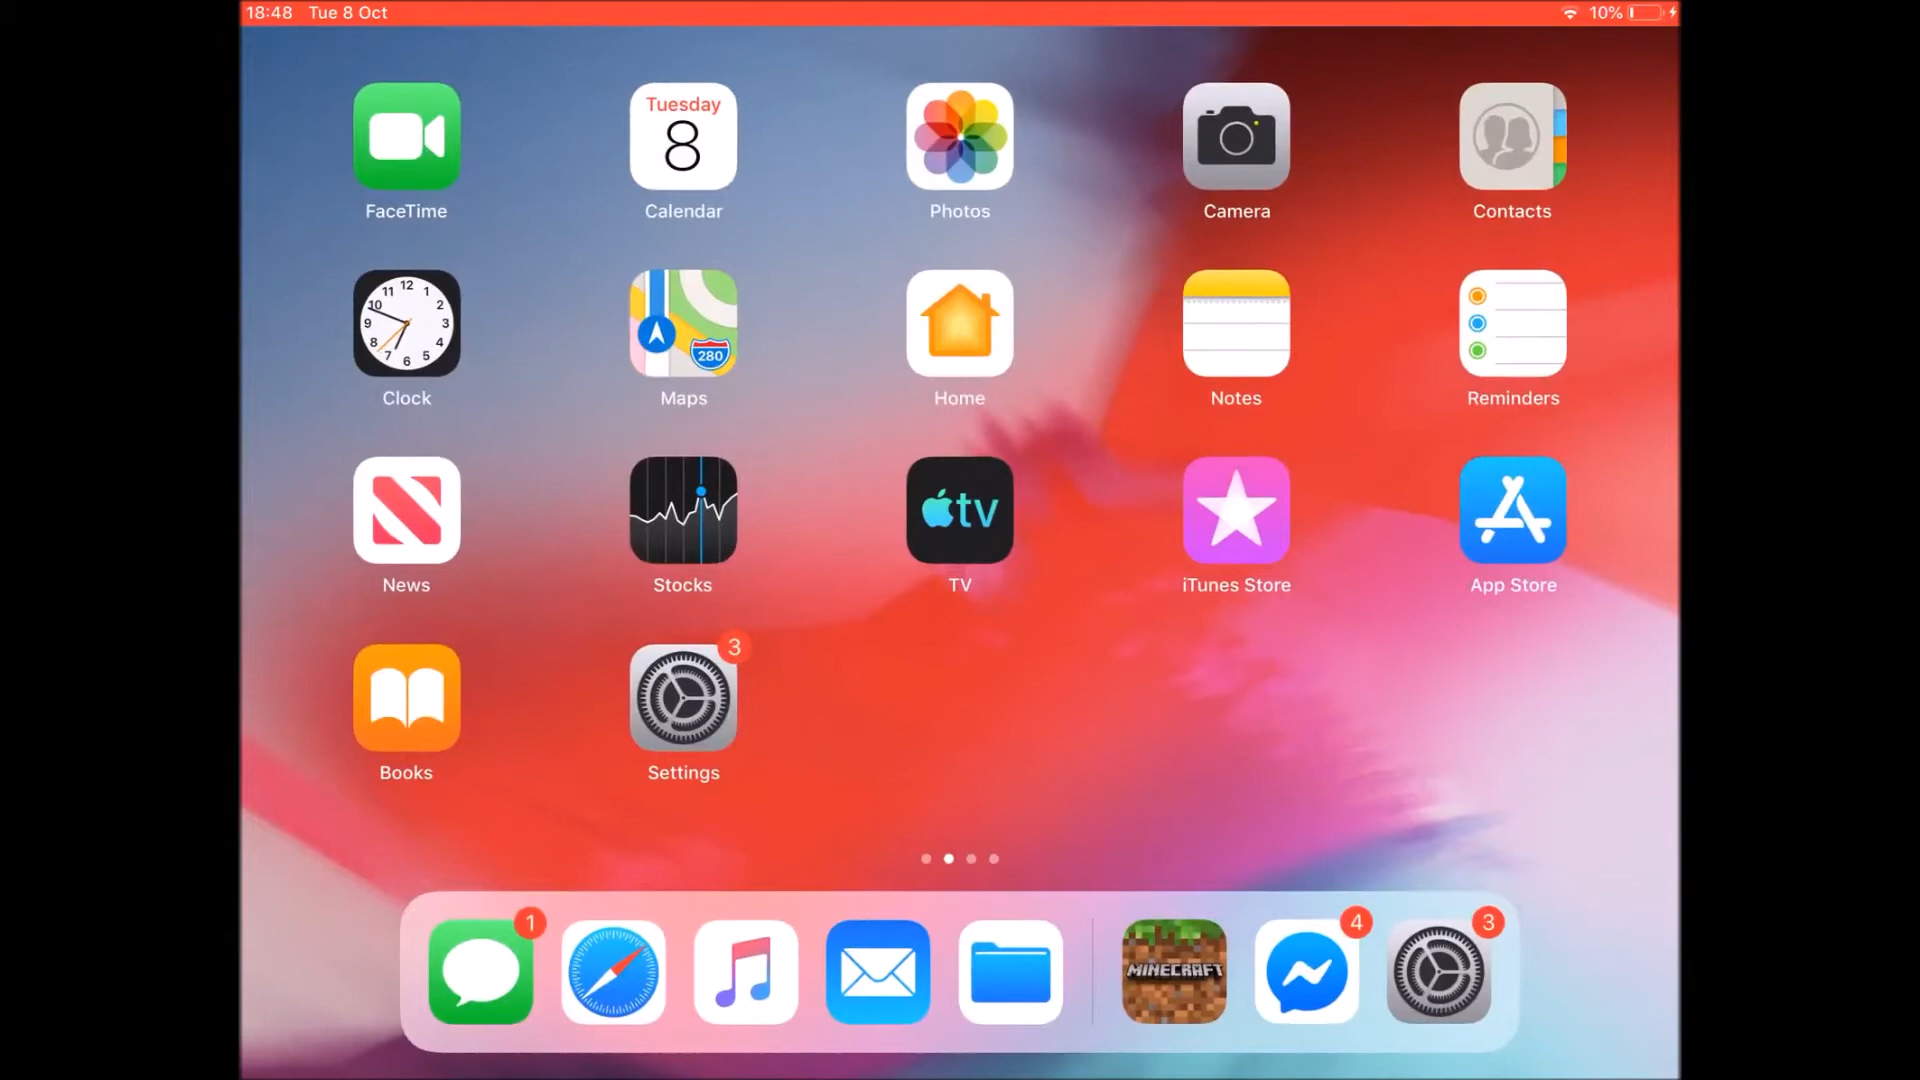 18:48 Tue 8 Oct 10%
Tuesday
8
FaceTime Calendar Photos Camera Contacts
12
11 1
10 2
9 3
8 4
7 5
6
280
Clock Maps Home Notes Reminders
tv
News Stocks TV iTunes Store App Store
3
Books Settings
1 4 3
MINECRAFT